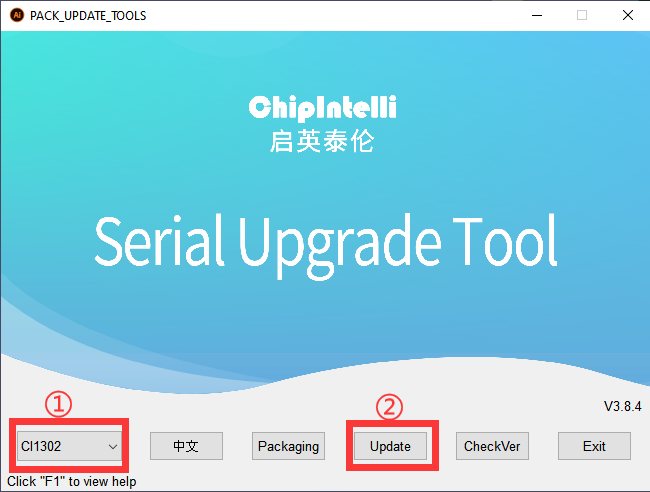 PACK_UPDATE_TOOLS
ChipIntelli
启英泰伦
Serial Upgrade Tool
V3.8.4
① ②
CI1302 中文 Packaging Update CheckVer Exit
Click "F1" to view help